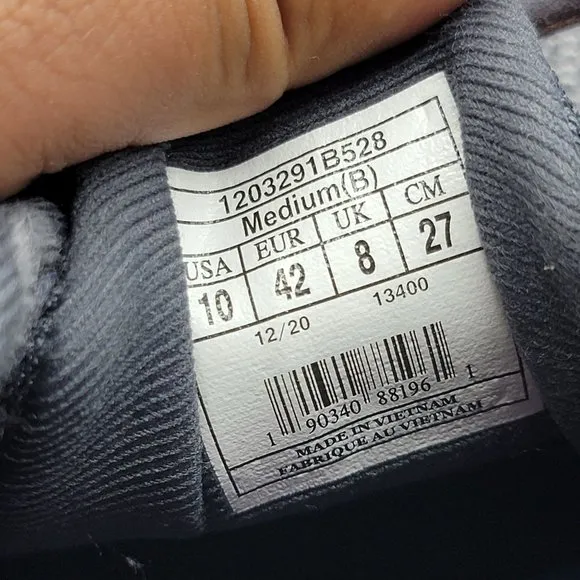 1203291B528
Medium(B)
USA EUR UK CM
10 42 8 27
12/20 13400
1 90340 88196 1
MADE IN VIETNAM
FABRIQUE AU VIETNAM